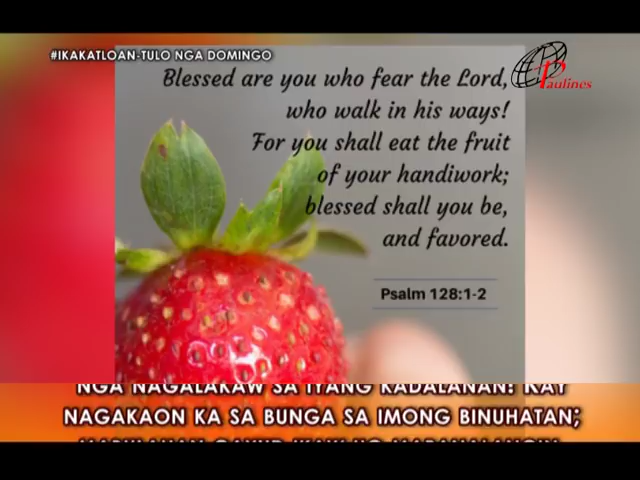 #IKAKATLOAN-TULO NGA DOMINGO
Paulines
Blessed are you who fear the Lord,
who walk in his ways!
For you shall eat the fruit
of your handiwork;
blessed shall you be,
and favored.
Psalm 128:1-2
NGA NAGALAKAW SA IYANG KADALANAN! KAY
NAGAKAON KA SA BUNGA SA IMONG BINUHATAN;